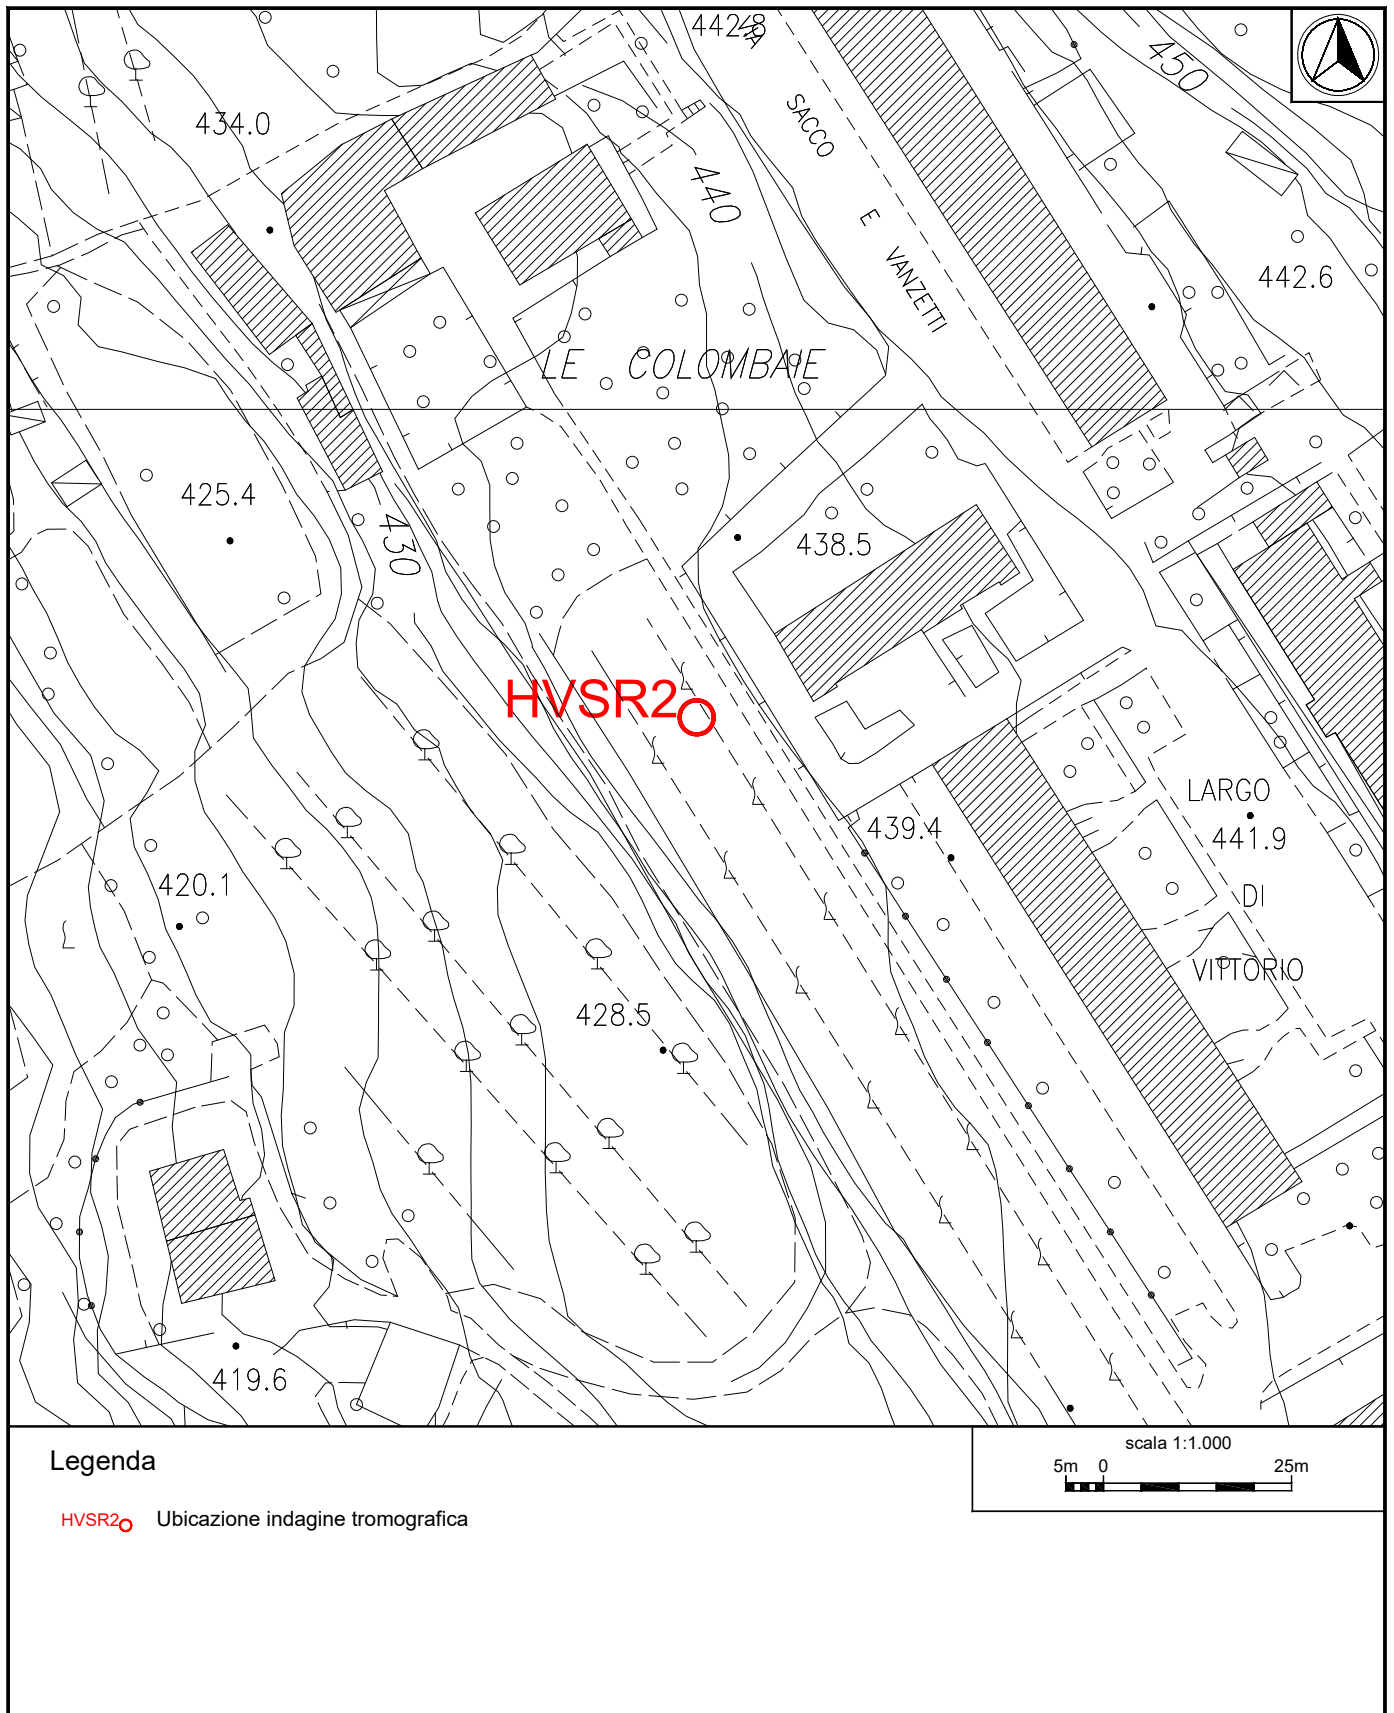 442.8
VIA
SACCO
E
VANZETTI
450
434.0
440
442.6
LE COLOMBAIE
425.4
430
438.5
HVSR2
LARGO
439.4
441.9
420.1
DI
VITTORIO
428.5
419.6
Legenda
HVSR2 Ubicazione indagine tromografica
scala 1:1.000
5m 0 25m